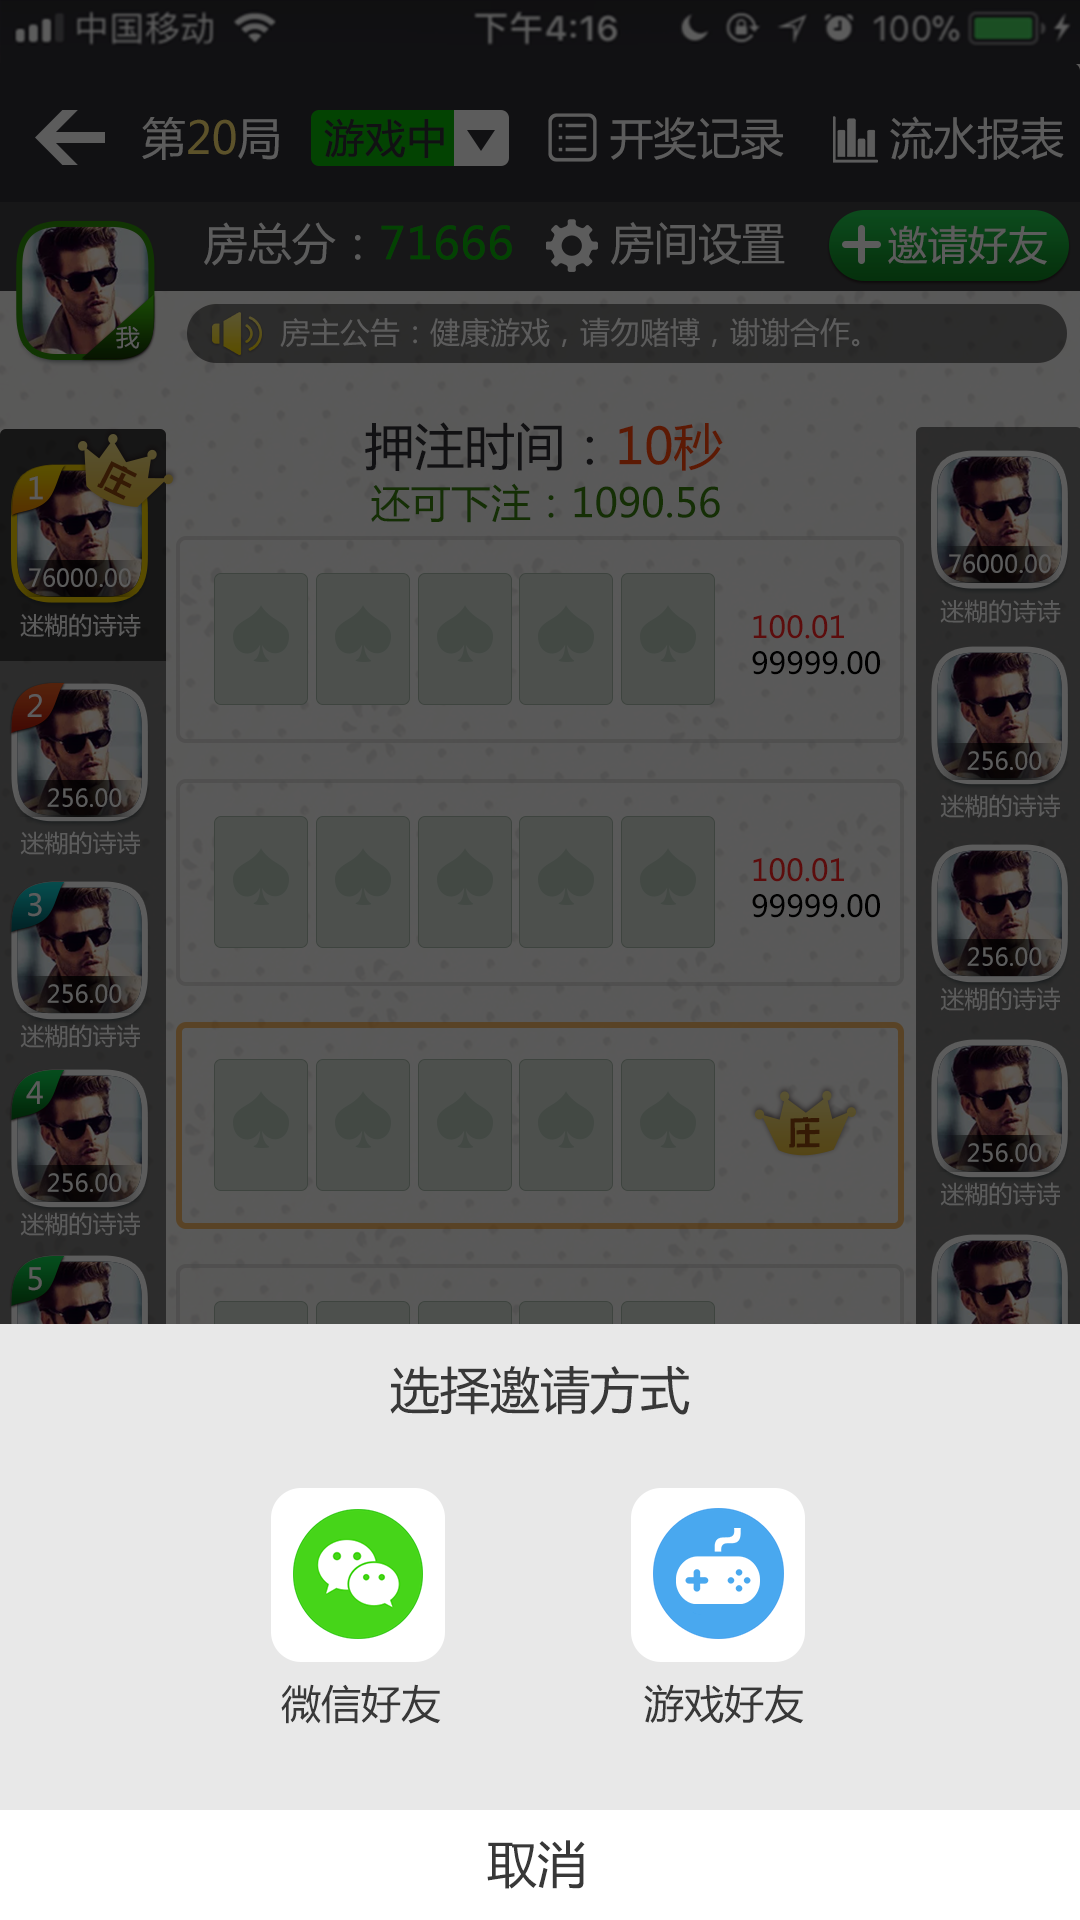 中国移动 下午4:16 100%
第20局 游戏中 开奖记录 流水报表
房总分：71666 房间设置 邀请好友
我
房主公告：健康游戏，请勿赌博，谢谢合作。
押注时间：10秒
还可下注：1090.56
1 庄
76000.00
迷糊的诗诗
2
256.00
迷糊的诗诗
3
256.00
迷糊的诗诗
4
256.00
迷糊的诗诗
5
100.01
99999.00
100.01
99999.00
庄
76000.00
迷糊的诗诗
256.00
迷糊的诗诗
256.00
迷糊的诗诗
256.00
迷糊的诗诗
选择邀请方式
微信好友 游戏好友
取消